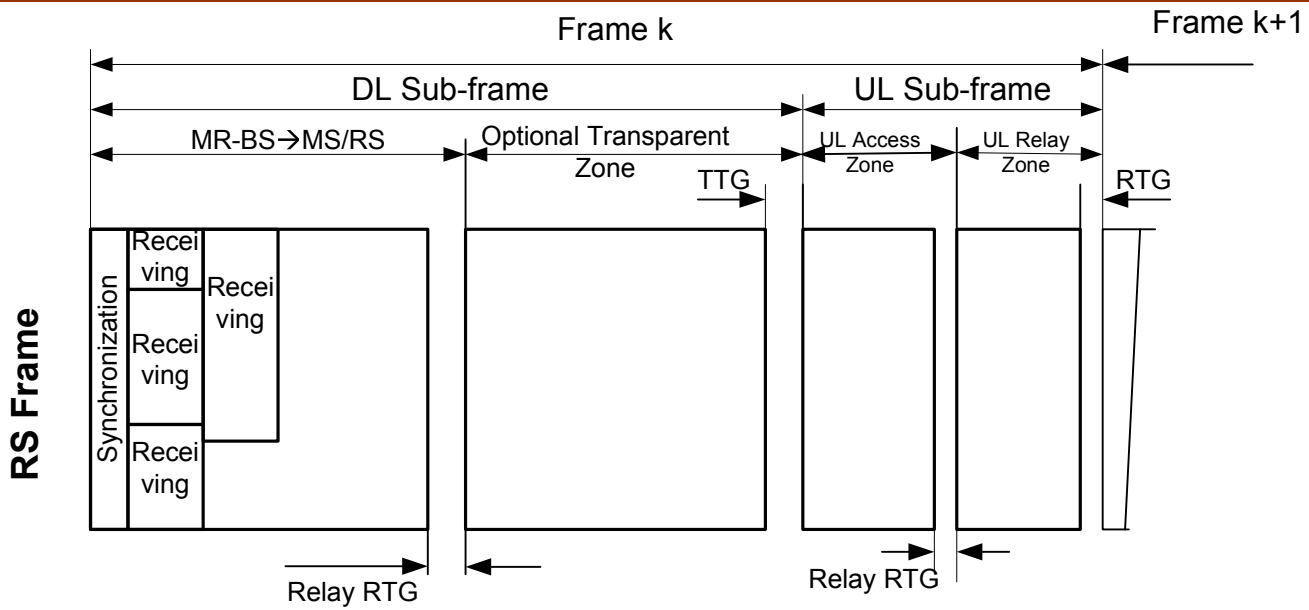 Frame k
Frame k+1
DL Sub-frame
UL Sub-frame
MR-BS→MS/RS
Optional Transparent
Zone
UL Access
Zone
UL Relay
Zone
TTG
RTG
RS Frame
Synchronization
Recei
ving
Recei
ving
Recei
ving
Recei
ving
Relay RTG
Relay RTG